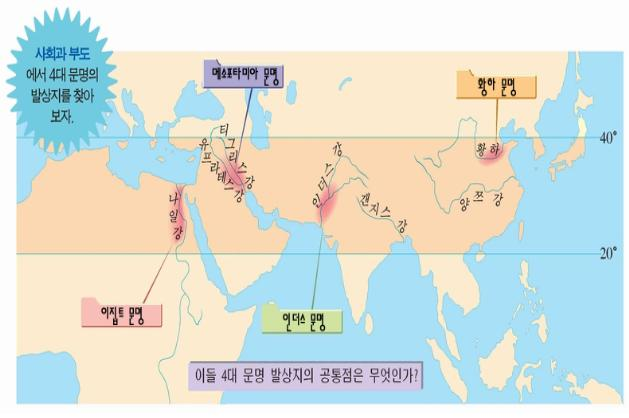 사회과 부도
에서 4대 문명의
발상지를 찾아
보자.
메소포타미아 문명
황하 문명
40°
티그리스강
유프라테스강
인더스강
황하
나일강
갠지스강
양쯔강
20°
이집트 문명
인더스 문명
이들 4대 문명 발상지의 공통점은 무엇인가?